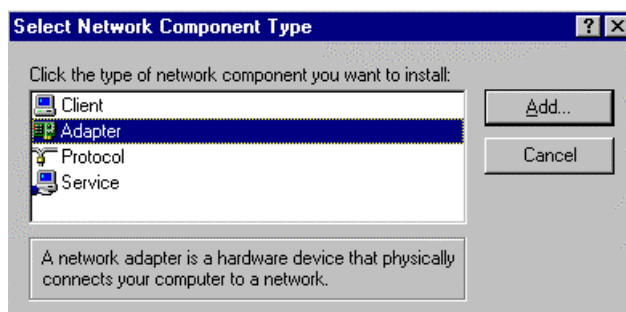 Select Network Component Type
? X
Click the type of network component you want to install:
Client
Adapter
Protocol
Service
Add...
Cancel
A network adapter is a hardware device that physically
connects your computer to a network.